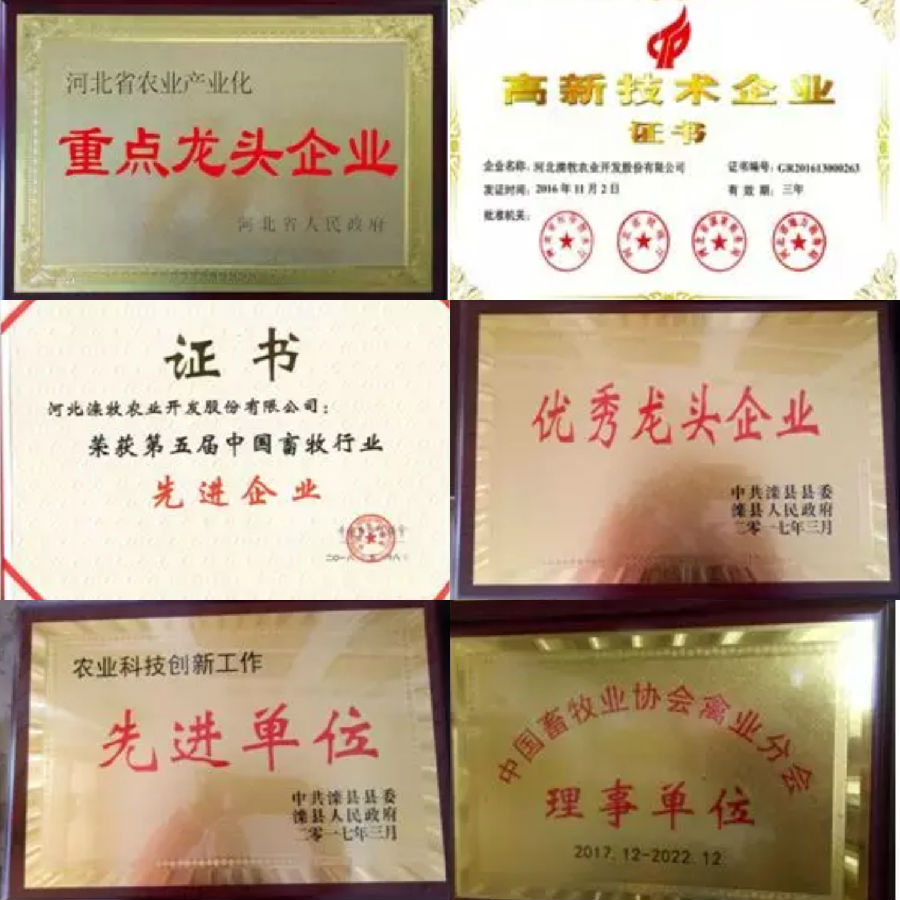 河北省农业产业化
重点龙头企业
河北省人民政府
高新技术企业
证书
企业名称：河北滦牧农业开发股份有限公司
证书编号：GR201613000263
发证时间：2016年11月2日
有效期：三年
批准机关：
证书
河北滦牧农业开发股份有限公司：
荣获第五届中国畜牧行业
先进企业
优秀龙头企业
中共滦县县委
滦县人民政府
二零一七年三月
农业科技创新工作
先进单位
中共滦县县委
滦县人民政府
二零一七年三月
中国畜牧业协会禽业分会
理事单位
2017.12-2022.12